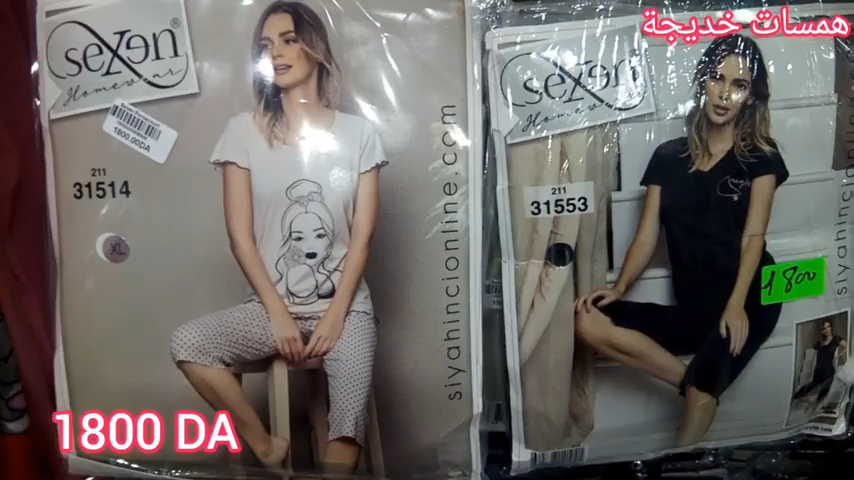 همسات خديجة
sexen
Homewear
1800.00DA
211
31514
XL
siyahincionline.com
1800 DA
sexen
Homewear
211
31553
1800
siyahincionline